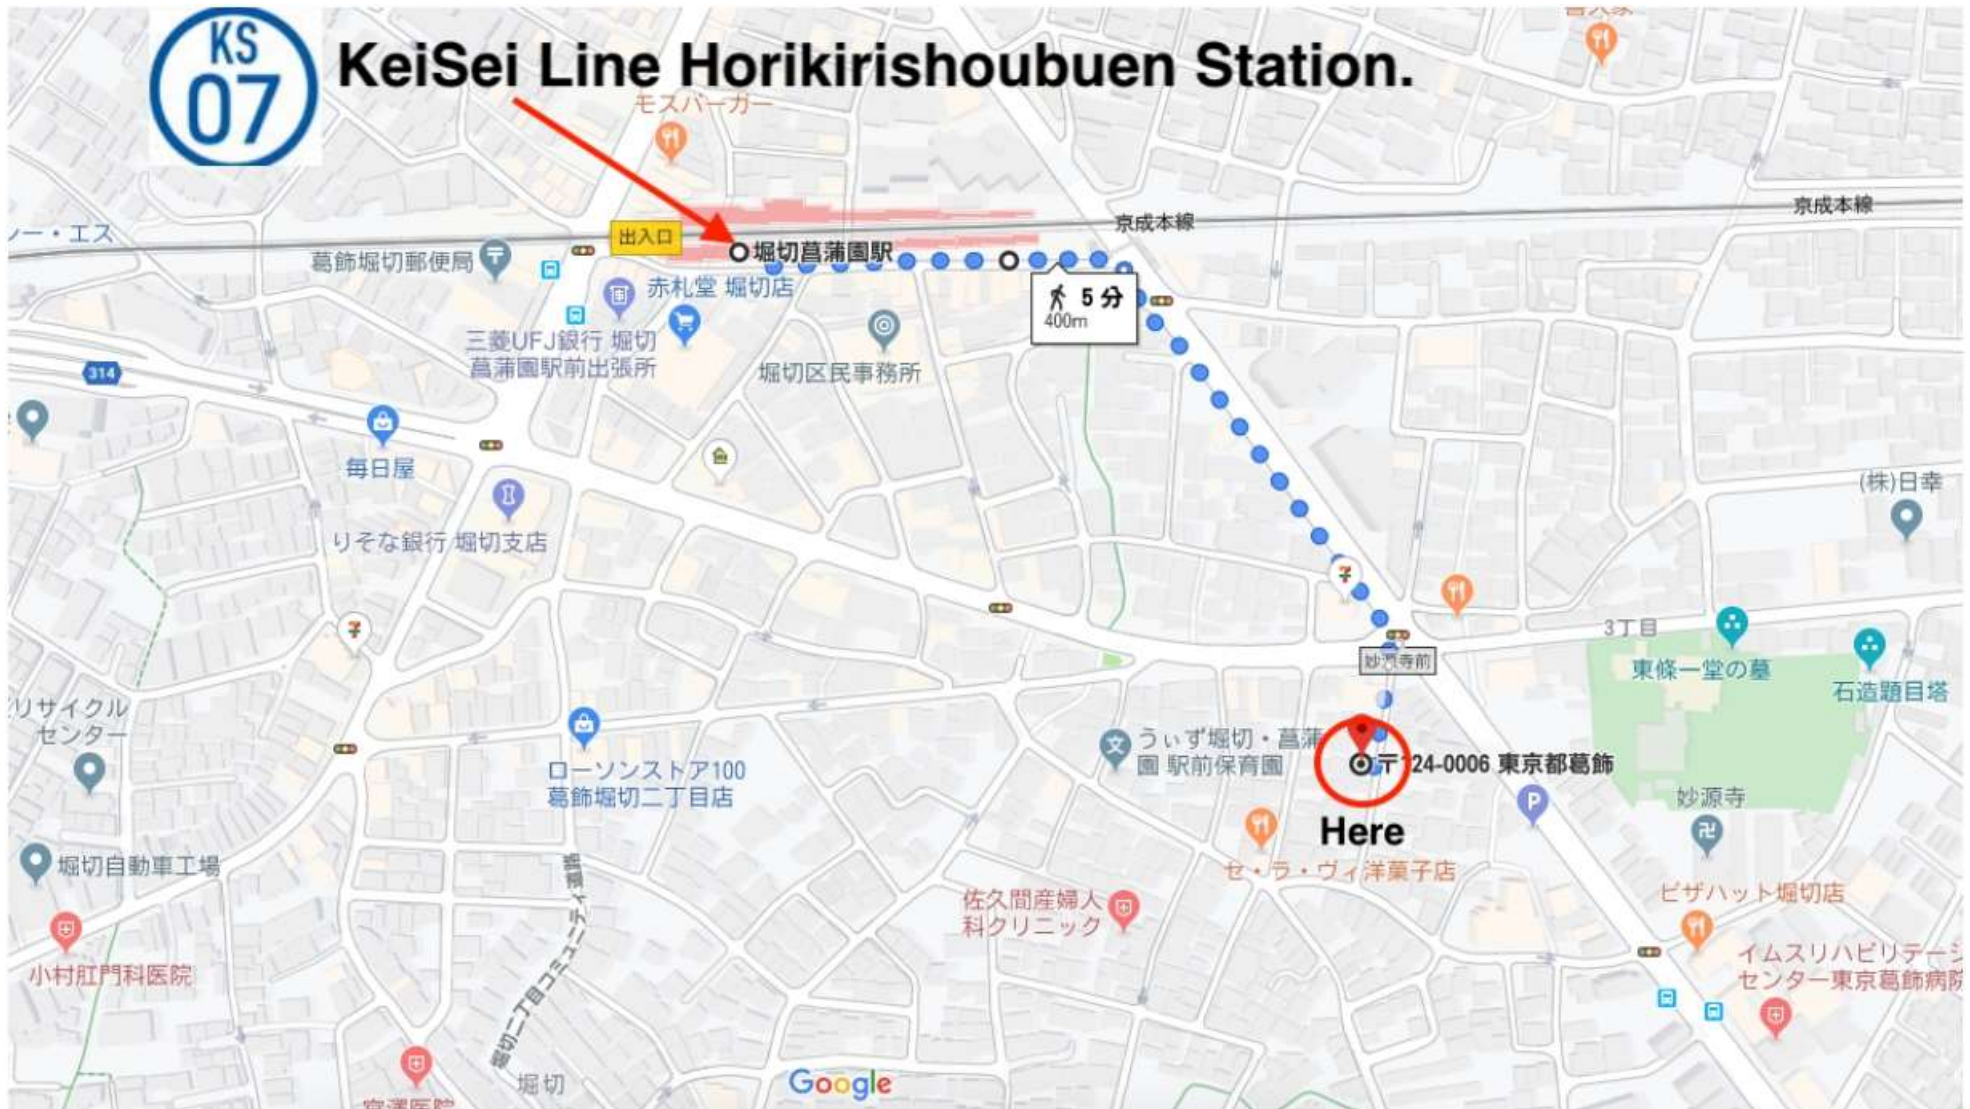 KS
07
KeiSei Line Horikirishoubuen Station.
モスバーガー
京成本線
京成本線
出入口
堀切菖蒲園駅
葛飾堀切郵便局
赤札堂 堀切店
5 分
400m
三菱UFJ銀行 堀切
菖蒲園駅前出張所
堀切区民事務所
314
毎日屋
りそな銀行 堀切支店
(株)日幸
3丁目
妙源寺前
東條一堂の墓
石造題目塔
リサイクル
センター
ローソンストア100
葛飾堀切二丁目店
うぃず堀切・菖蒲
園 駅前保育園
〒124-0006 東京都葛飾
P
妙源寺
Here
セ・ラ・ヴィ洋菓子店
堀切自動車工場
佐久間産婦人
科クリニック
ピザハット堀切店
イムスリハビリテーシ
センター東京葛飾病院
小村肛門科医院
堀切二丁目コミュニティ道路
堀切
Google